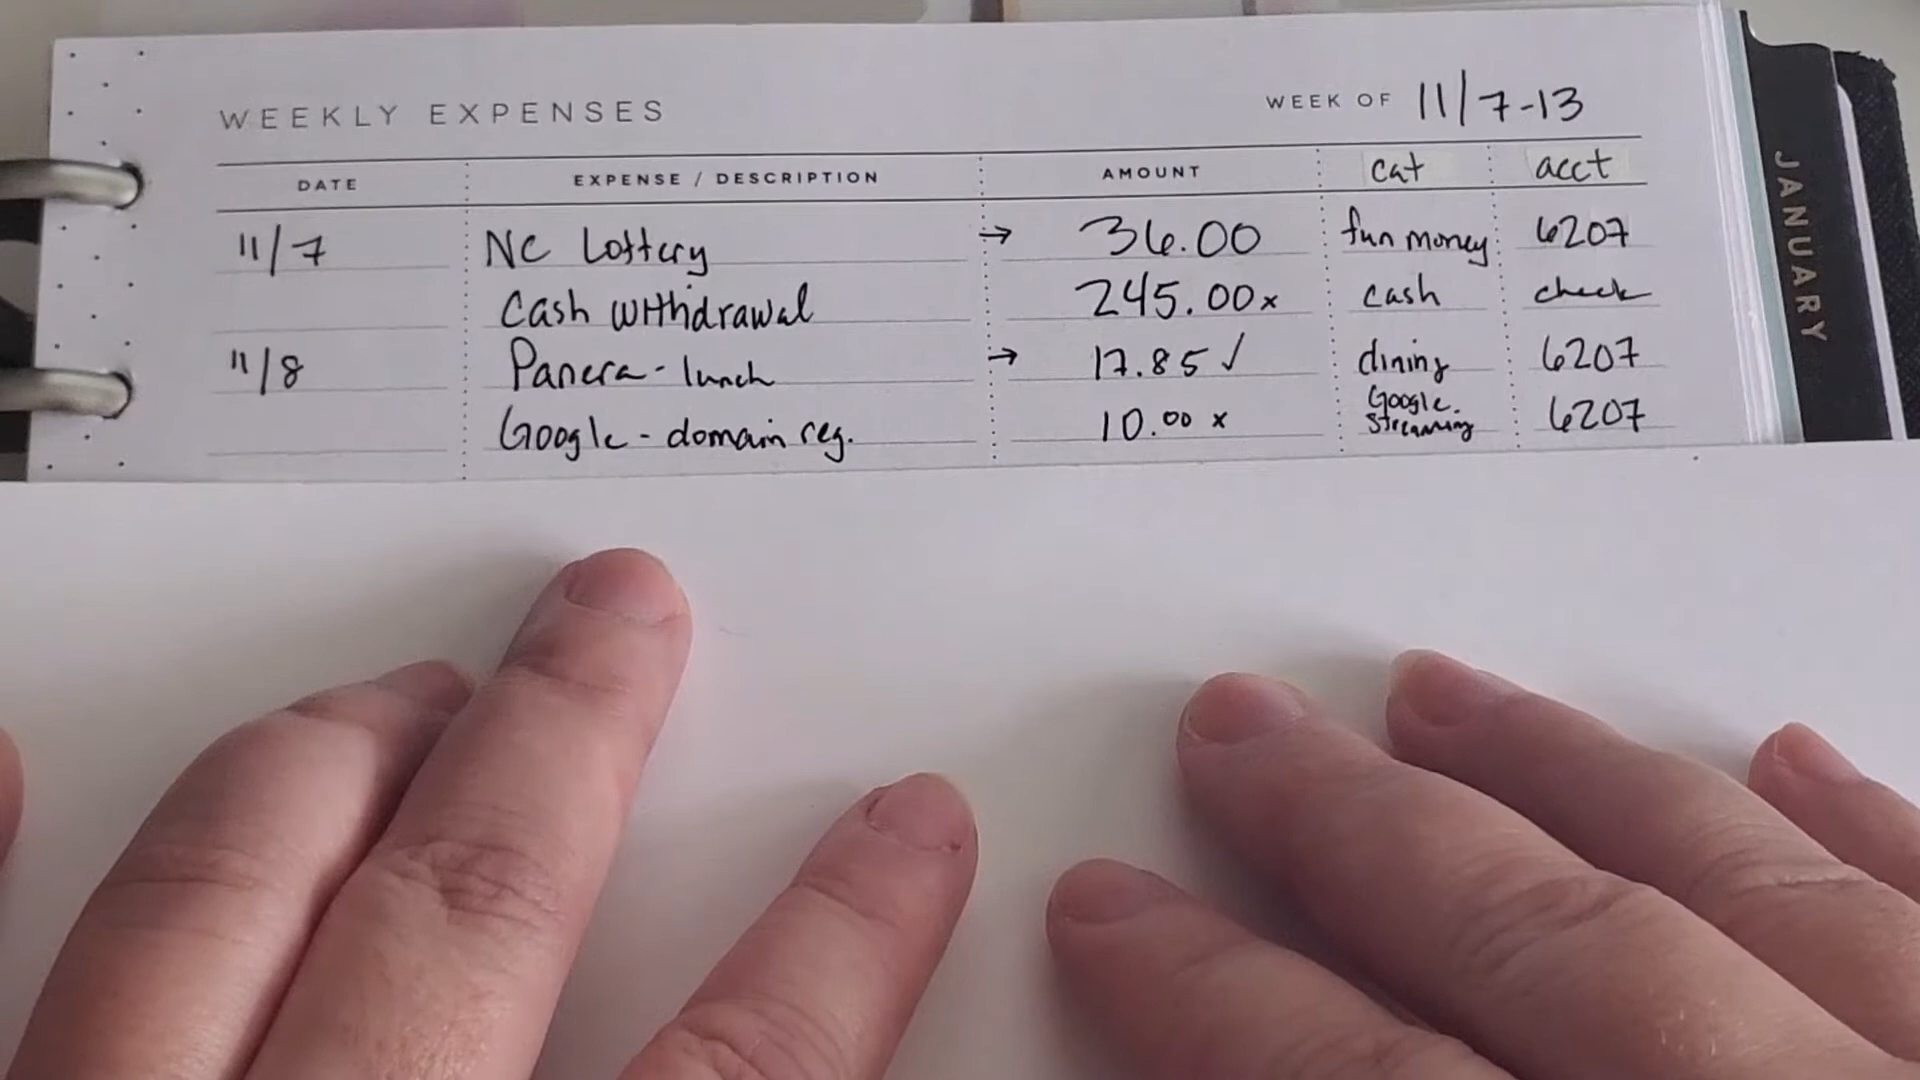 WEEKLY EXPENSES WEEK OF 11/7-13
DATE EXPENSE / DESCRIPTION AMOUNT cat acct
11/7 NC Lottery → 36.00 fun money 6207
Cash withdrawal 245.00 x cash check
11/8 Panera - lunch → 17.85 ✓ dining 6207
Google - domain reg. 10.00 x Google. Streaming 6207
JANUARY